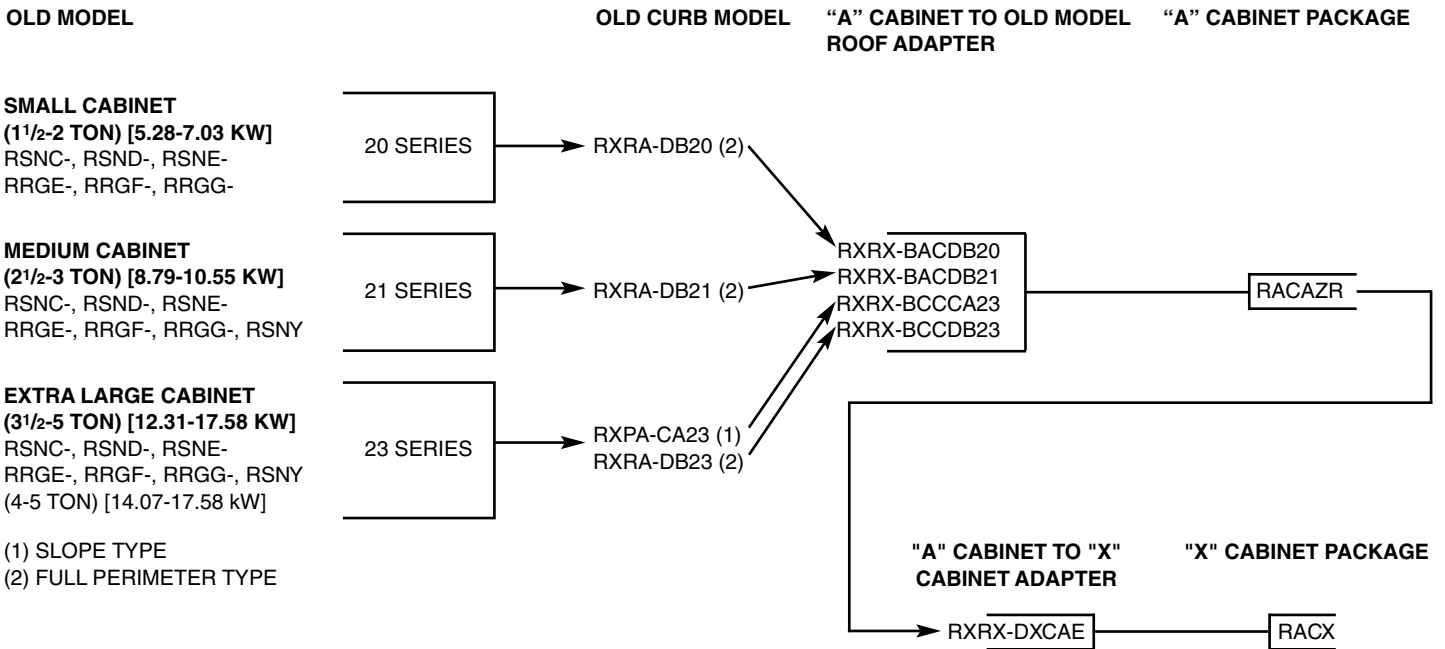 OLD MODEL
OLD CURB MODEL
“A” CABINET TO OLD MODEL
ROOF ADAPTER
“A” CABINET PACKAGE
SMALL CABINET
(1 1/2-2 TON) [5.28-7.03 KW]
RSNC-, RSND-, RSNE-
RRGE-, RRGF-, RRGG-
20 SERIES
RXRA-DB20 (2)
MEDIUM CABINET
(2 1/2-3 TON) [8.79-10.55 KW]
RSNC-, RSND-, RSNE-
RRGE-, RRGF-, RRGG-, RSNY
21 SERIES
RXRA-DB21 (2)
RXRX-BACDB20
RXRX-BACDB21
RXRX-BCCCA23
RXRX-BCCDB23
RACAZR
EXTRA LARGE CABINET
(3 1/2-5 TON) [12.31-17.58 KW]
RSNC-, RSND-, RSNE-
RRGE-, RRGF-, RRGG-, RSNY
(4-5 TON) [14.07-17.58 kW]
23 SERIES
RXPA-CA23 (1)
RXRA-DB23 (2)
(1) SLOPE TYPE
(2) FULL PERIMETER TYPE
"A" CABINET TO "X"
CABINET ADAPTER
"X" CABINET PACKAGE
RXRX-DXCAE
RACX